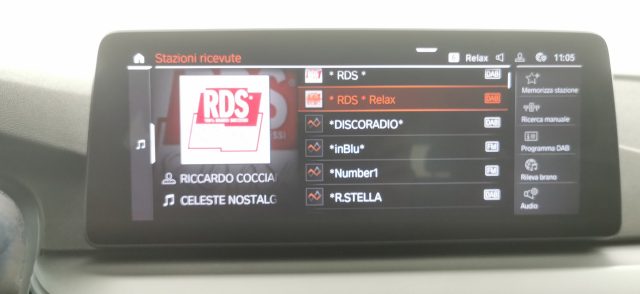 Stazioni ricevute
Relax
11:05
RDS
* RDS *
DAB
* RDS * Relax
DAB
*DISCORADIO*
DAB
*inBlu*
FM
*Number1
FM
*R.STELLA
DAB
RICCARDO COCCIA
CELESTE NOSTALG
Memorizza stazione
Ricerca manuale
Programma DAB
Rileva brano
Audio